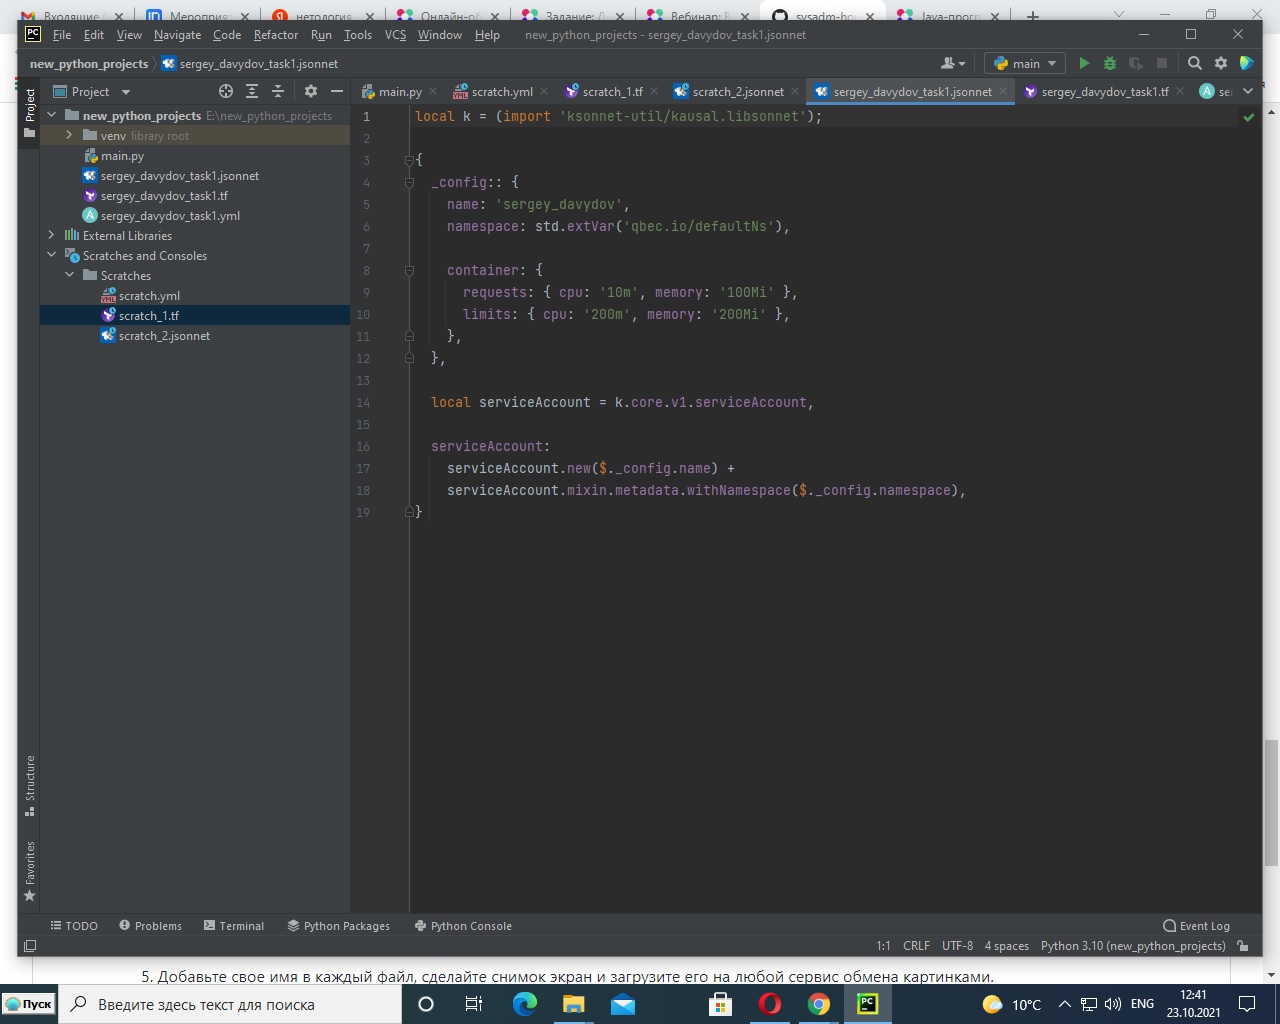 Входящие
Мероприя
нетология
Онлайн-об
Задание: Д
Вебинар: В
sysadm-ho
Java-прогр
File Edit View Navigate Code Refactor Run Tools VCS Window Help new_python_projects - sergey_davydov_task1.jsonnet
new_python_projects sergey_davydov_task1.jsonnet
main
Project
main.py scratch.yml scratch_1.tf scratch_2.jsonnet sergey_davydov_task1.jsonnet sergey_davydov_task1.tf se
Project
new_python_projects E:\new_python_projects
venv library root
main.py
sergey_davydov_task1.jsonnet
sergey_davydov_task1.tf
sergey_davydov_task1.yml
External Libraries
Scratches and Consoles
Scratches
scratch.yml
scratch_1.tf
scratch_2.jsonnet
1 local k = (import 'ksonnet-util/kausal.libsonnet');
2
3 {
4 _config:: {
5 name: 'sergey_davydov',
6 namespace: std.extVar('qbec.io/defaultNs'),
7
8 container: {
9 requests: { cpu: '10m', memory: '100Mi' },
10 limits: { cpu: '200m', memory: '200Mi' },
11 },
12 },
13
14 local serviceAccount = k.core.v1.serviceAccount,
15
16 serviceAccount:
17 serviceAccount.new($._config.name) +
18 serviceAccount.mixin.metadata.withNamespace($._config.namespace),
19 }
Structure
Favorites
TODO Problems Terminal Python Packages Python Console Event Log
1:1 CRLF UTF-8 4 spaces Python 3.10 (new_python_projects)
5. Добавьте свое имя в каждый файл, сделайте снимок экран и загрузите его на любой сервис обмена картинками.
Пуск
Введите здесь текст для поиска
10°C
ENG
12:41
23.10.2021